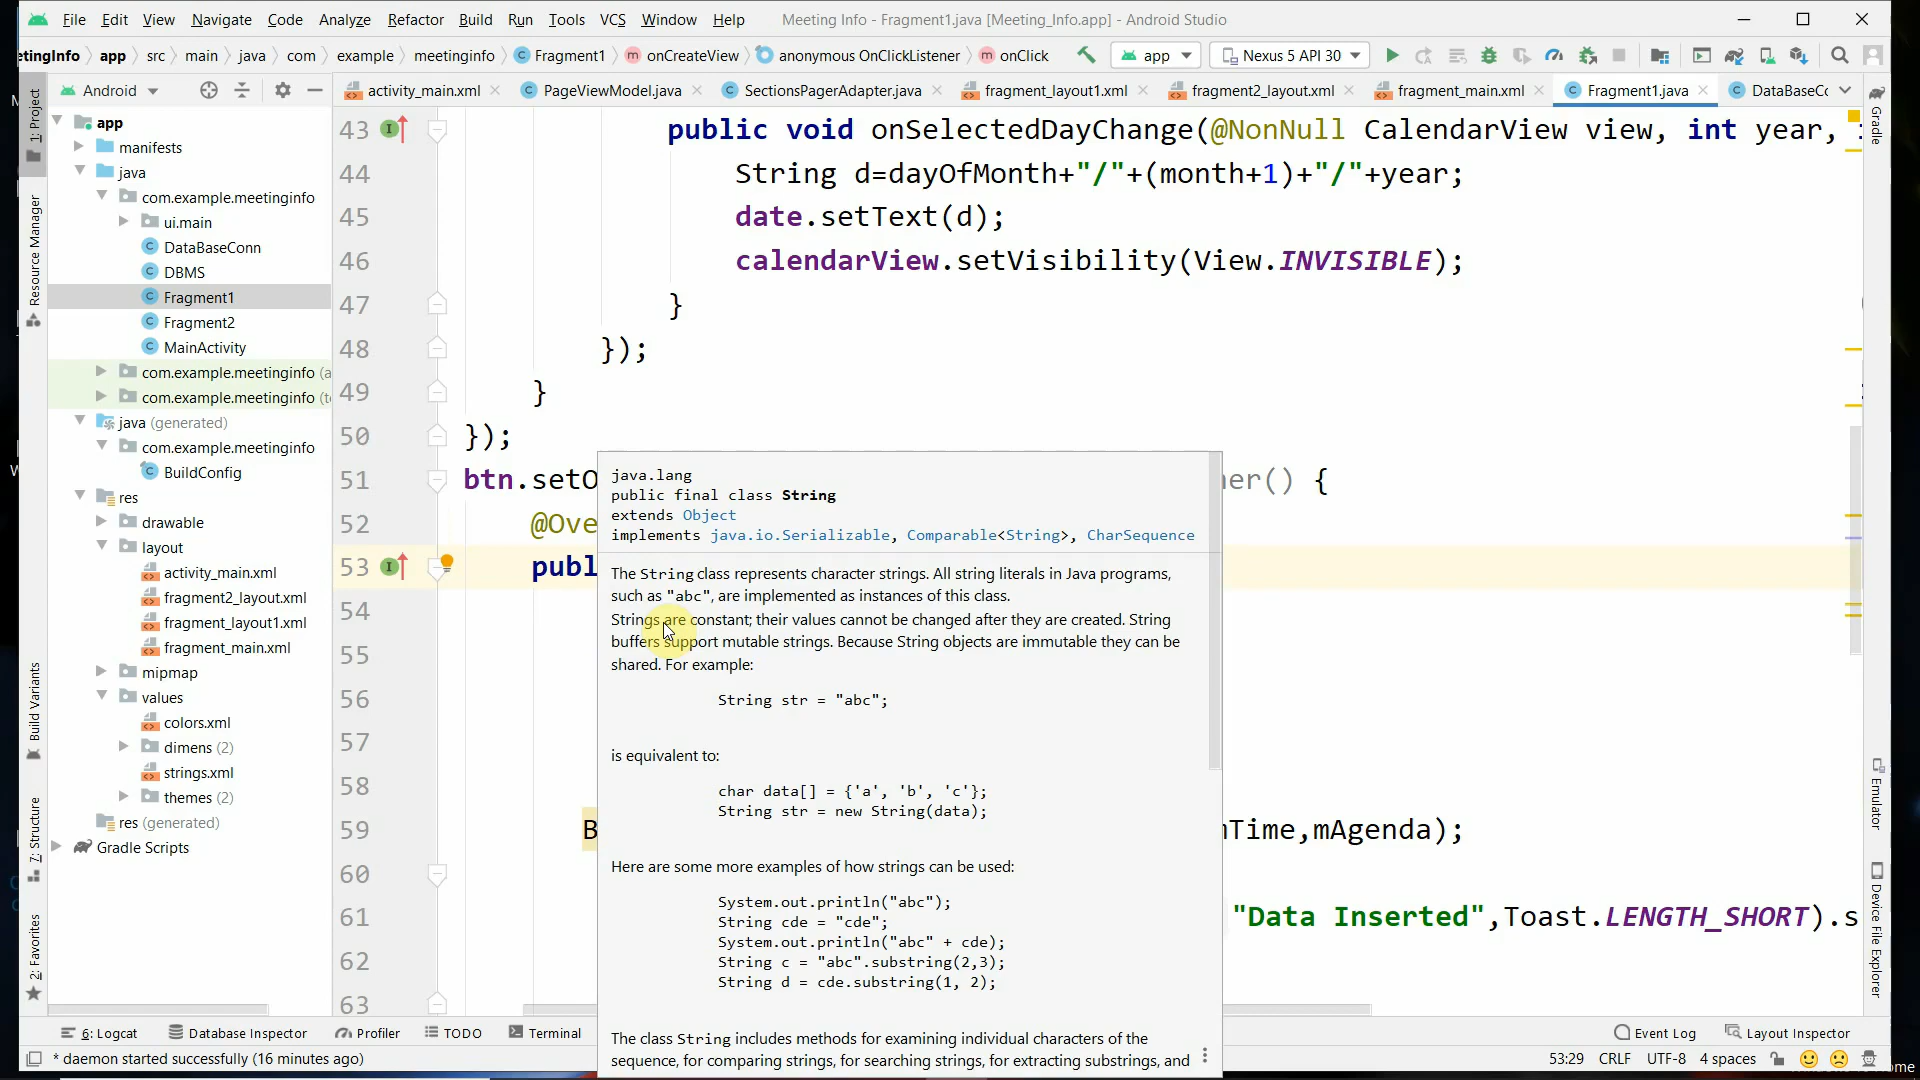 File Edit View Navigate Code Analyze Refactor Build Run Tools VCS Window Help Meeting Info - Fragment1.java [Meeting_Info.app] - Android Studio
etingInfo app src main java com example meetinginfo Fragment1 onCreateView anonymous OnClickListener onClick app Nexus 5 API 30
Android activity_main.xml PageViewModel.java SectionsPagerAdapter.java fragment_layout1.xml fragment2_layout.xml fragment_main.xml Fragment1.java DataBaseCo
1: Project
Resource Manager
Build Variants
7: Structure
2: Favorites
app
manifests
java
com.example.meetinginfo
ui.main
DataBaseConn
DBMS
Fragment1
Fragment2
MainActivity
com.example.meetinginfo (a
com.example.meetinginfo (t
java (generated)
com.example.meetinginfo
BuildConfig
res
drawable
layout
activity_main.xml
fragment2_layout.xml
fragment_layout1.xml
fragment_main.xml
mipmap
values
colors.xml
dimens (2)
strings.xml
themes (2)
res (generated)
Gradle Scripts
43 public void onSelectedDayChange(@NonNull CalendarView view, int year,
44 String d=dayOfMonth+"/"+(month+1)+"/"+year;
45 date.setText(d);
46 calendarView.setVisibility(View.INVISIBLE);
47 }
48 });
49 }
50 });
51 btn.setO ner() {
52 @Ove
53 publ
54
55
56
57
58
59 B mTime,mAgenda);
60
61 "Data Inserted",Toast.LENGTH_SHORT).s
62
63
java.lang
public final class String
extends Object
implements java.io.Serializable, Comparable<String>, CharSequence
The String class represents character strings. All string literals in Java programs,
such as "abc", are implemented as instances of this class.
Strings are constant; their values cannot be changed after they are created. String
buffers support mutable strings. Because String objects are immutable they can be
shared. For example:
String str = "abc";
is equivalent to:
char data[] = {'a', 'b', 'c'};
String str = new String(data);
Here are some more examples of how strings can be used:
System.out.println("abc");
String cde = "cde";
System.out.println("abc" + cde);
String c = "abc".substring(2,3);
String d = cde.substring(1, 2);
The class String includes methods for examining individual characters of the
sequence, for comparing strings, for searching strings, for extracting substrings, and
Gradle
Emulator
Device File Explorer
6: Logcat Database Inspector Profiler TODO Terminal Event Log Layout Inspector
* daemon started successfully (16 minutes ago) 53:29 CRLF UTF-8 4 spaces